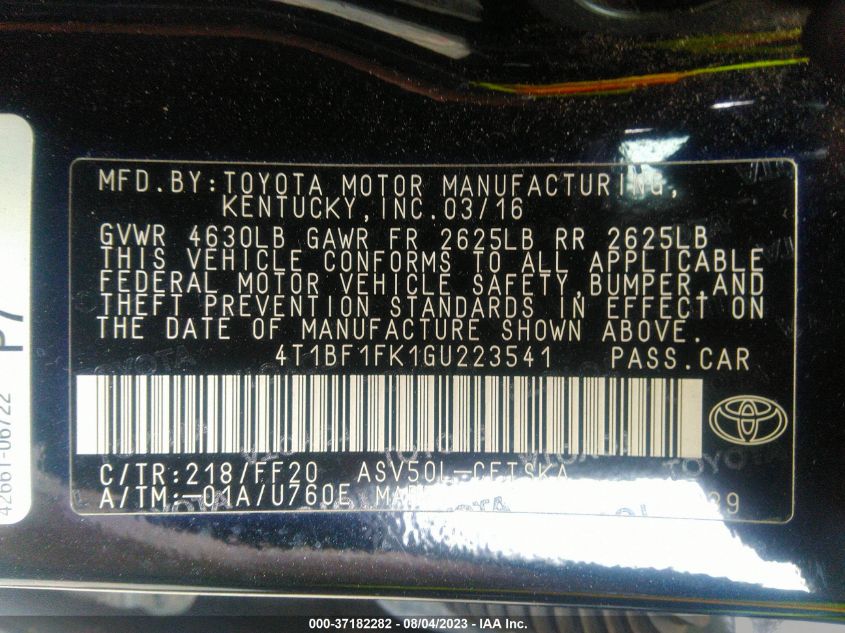 MFD.BY:TOYOTA MOTOR MANUFACTURING,
KENTUCKY,INC.03/16
GVWR 4630LB GAWR FR 2625LB RR 2625LB
THIS VEHICLE CONFORMS TO ALL APPLICABLE
FEDERAL MOTOR VEHICLE SAFETY,BUMPER,AND
THEFT PREVENTION STANDARDS IN EFFECT ON
THE DATE OF MANUFACTURE SHOWN ABOVE.
4T1BF1FK1GU223541 PASS.CAR
C/TR:218/FF20 ASV50L-CETSKA
A/TM:-01A/U760E
42661-06722
P7
000-37182282 - 08/04/2023 - IAA Inc.